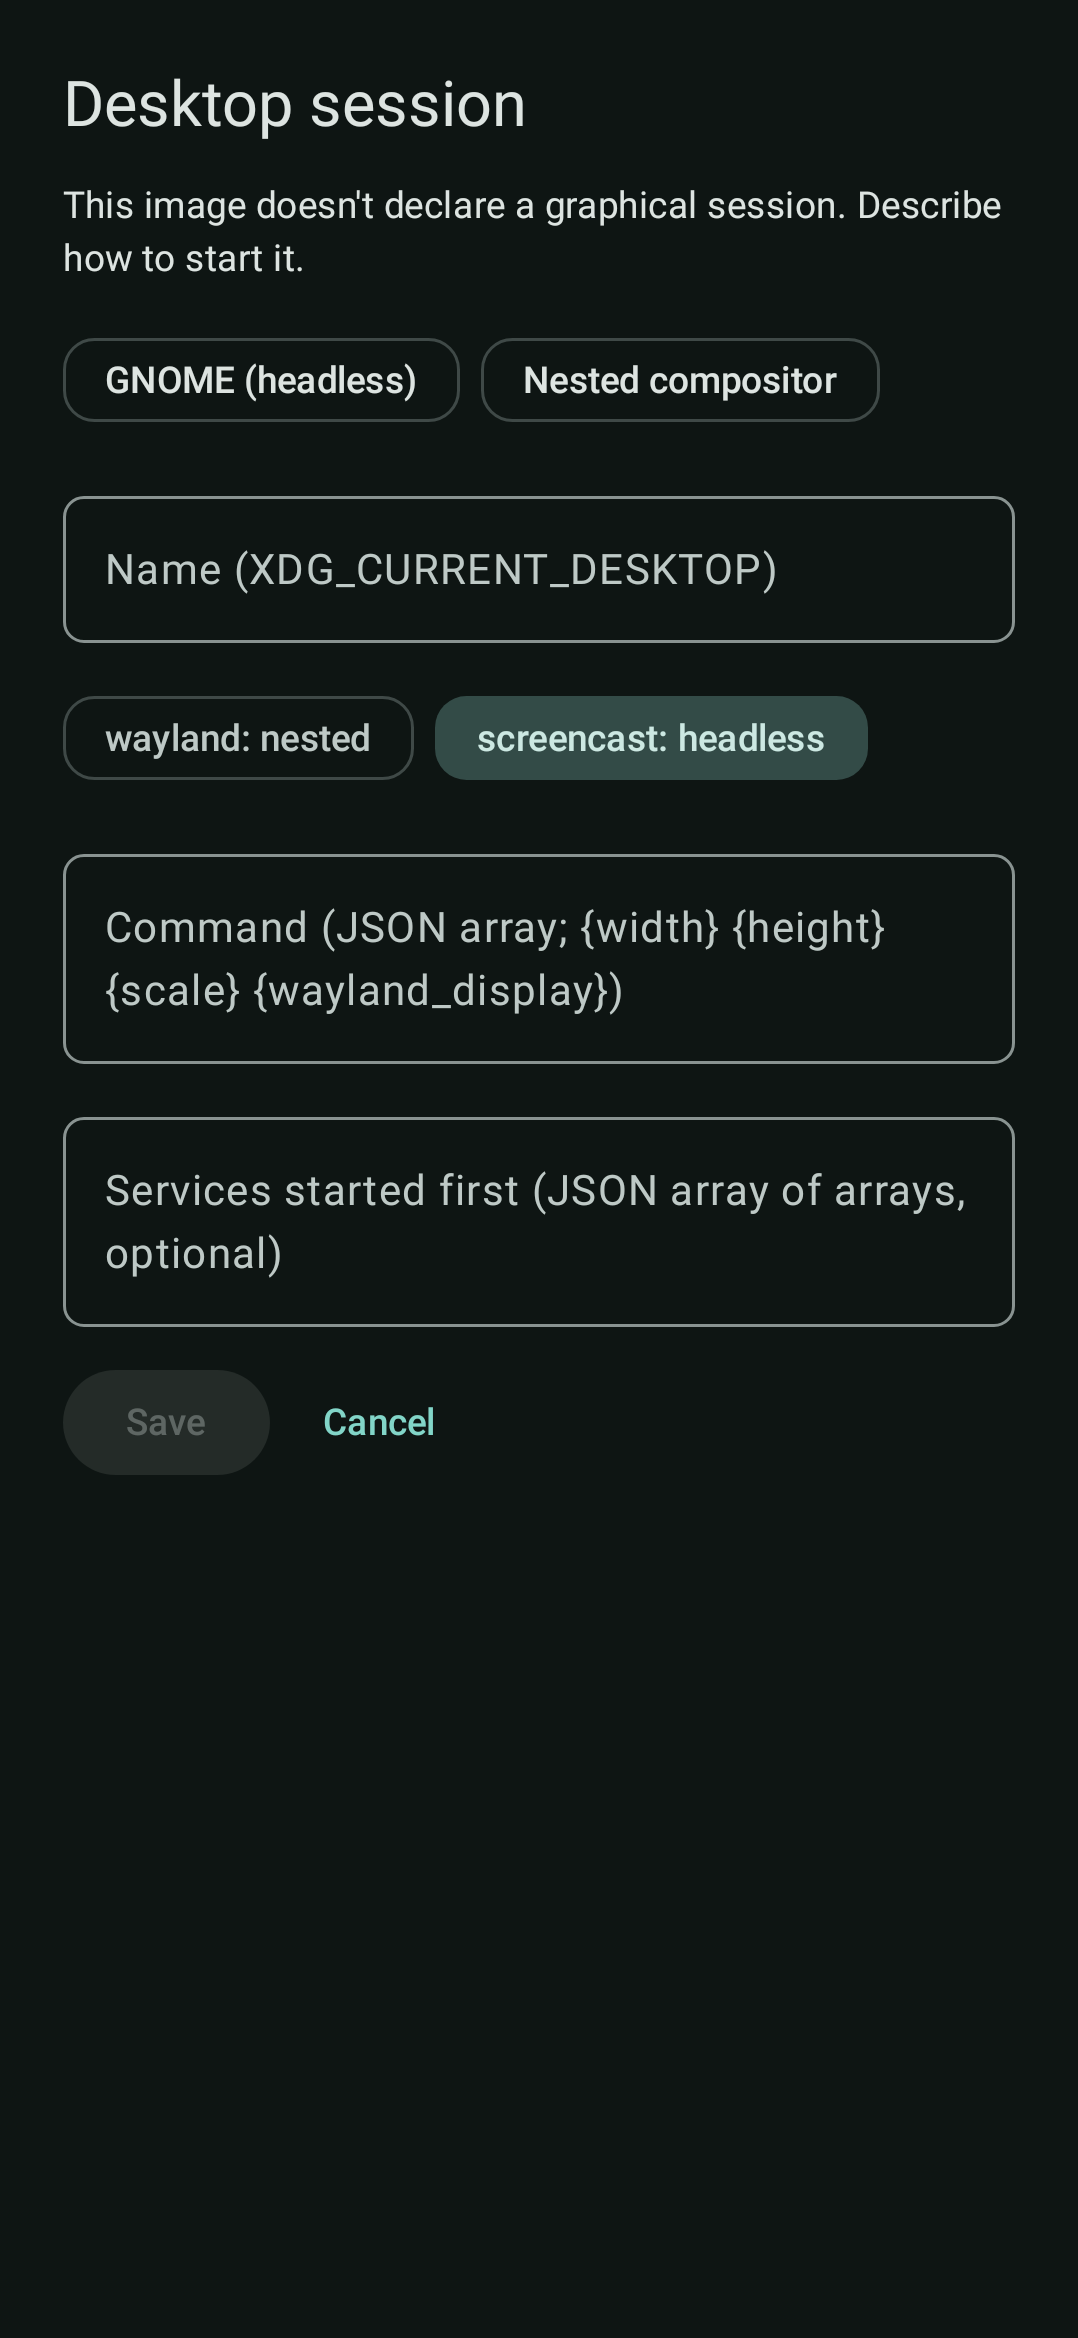 Desktop session
This image doesn't declare a graphical session. Describe
how to start it.
GNOME (headless)
Nested compositor
Name (XDG_CURRENT_DESKTOP)
wayland: nested
screencast: headless
Command (JSON array; {width} {height}
{scale} {wayland_display})
Services started first (JSON array of arrays,
optional)
Save
Cancel